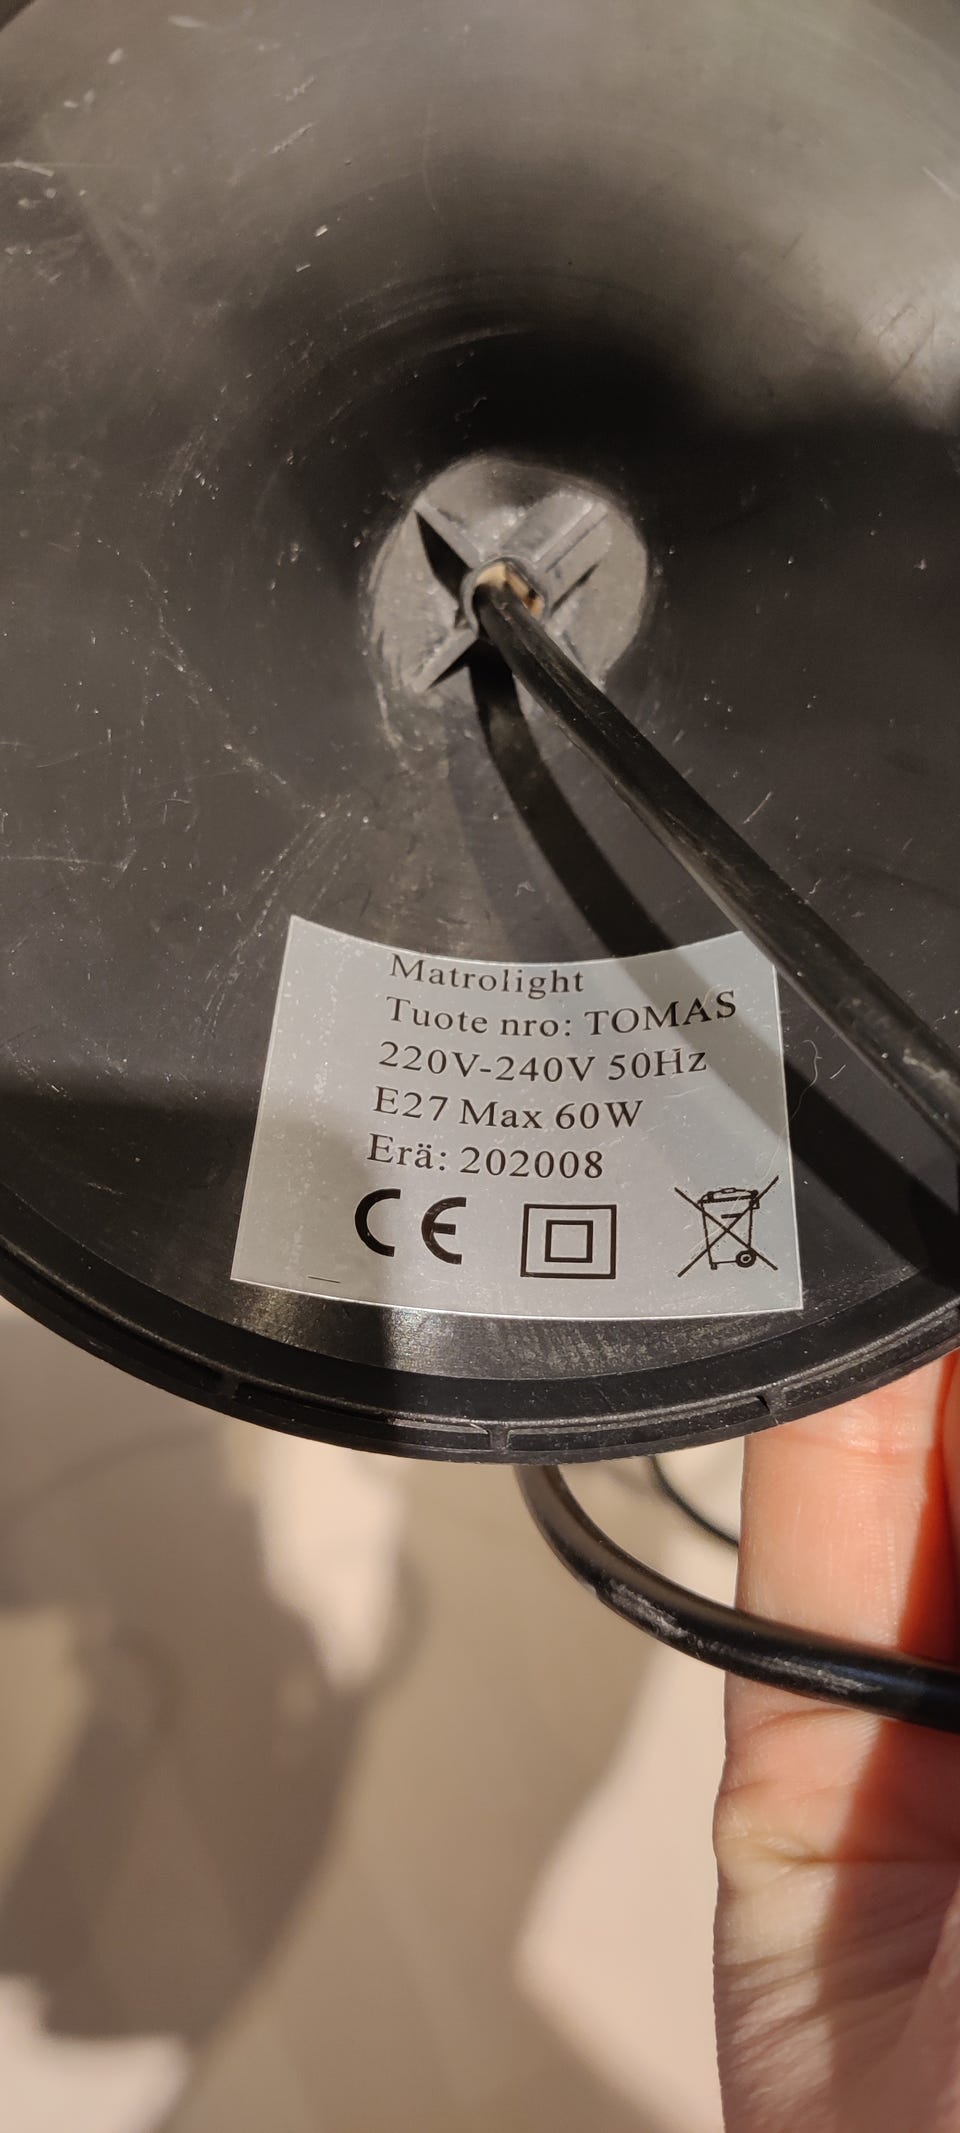 Matrolight
Tuote nro: TOMAS
220V-240V 50Hz
E27 Max 60W
Erä: 202008
CE